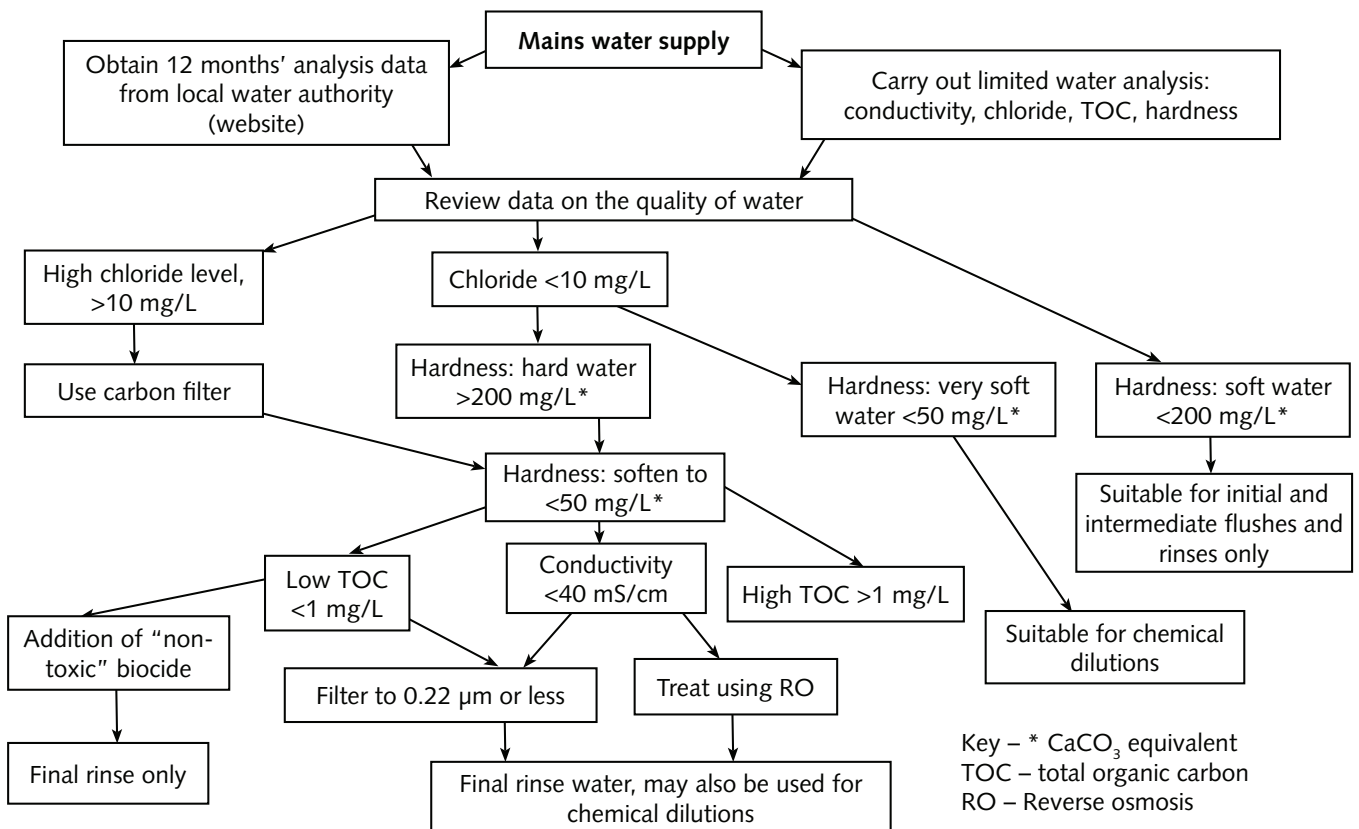 Mains water supply
Obtain 12 months’ analysis data
from local water authority
(website)
Carry out limited water analysis:
conductivity, chloride, TOC, hardness
Review data on the quality of water
High chloride level,
>10 mg/L
Chloride <10 mg/L
Use carbon filter
Hardness: hard water
>200 mg/L*
Hardness: very soft
water <50 mg/L*
Hardness: soft water
<200 mg/L*
Hardness: soften to
<50 mg/L*
Suitable for initial and
intermediate flushes and
rinses only
Low TOC
<1 mg/L
Conductivity
<40 mS/cm
High TOC >1 mg/L
Addition of “non-
toxic” biocide
Suitable for chemical
dilutions
Filter to 0.22 µm or less
Treat using RO
Final rinse only
Final rinse water, may also be used for
chemical dilutions
Key – * CaCO₃ equivalent
TOC – total organic carbon
RO – Reverse osmosis